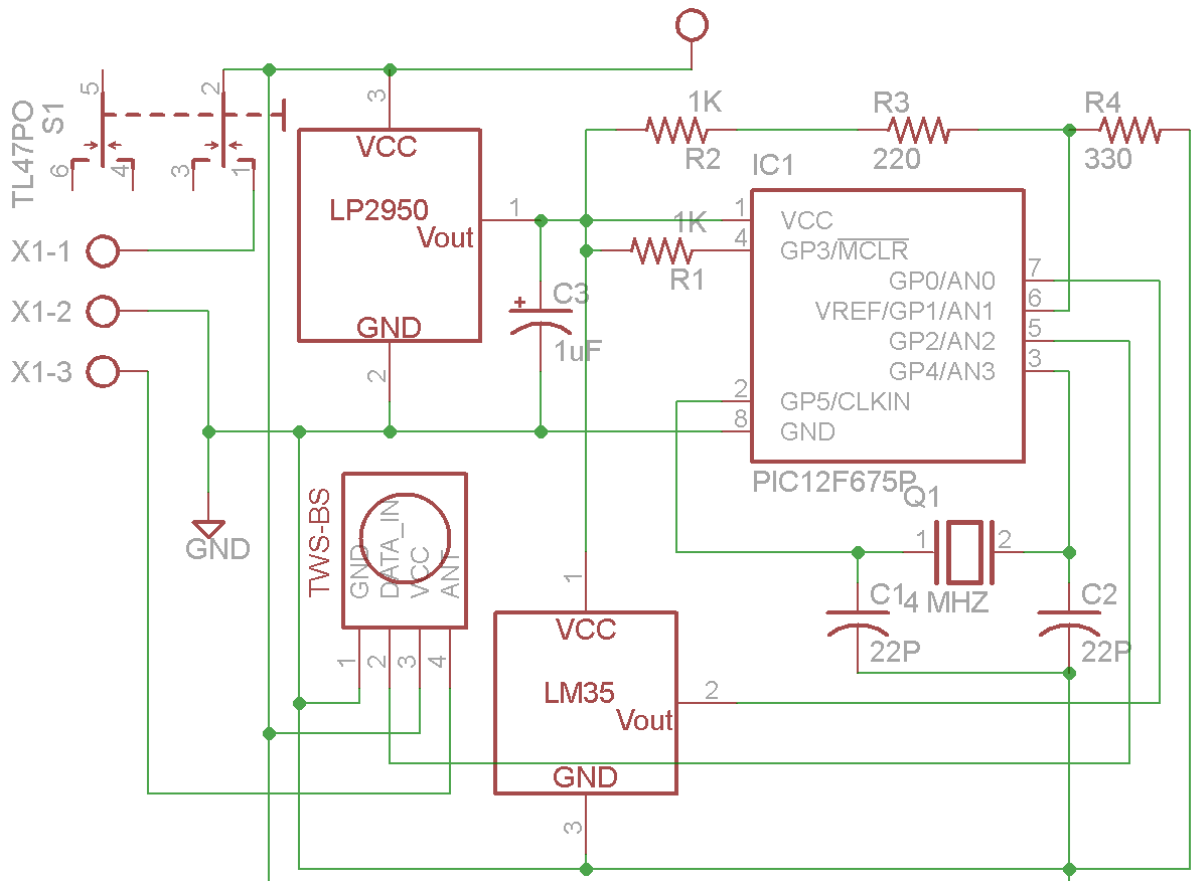 TL47PO
S1
5
2
6
4
3
1
X1-1
X1-2
X1-3
3
VCC
LP2950
Vout
1
GND
2
C3
+
1uF
1K
R2
R3
220
R4
330
1K
R1
IC1
1
VCC
4
GP3/MCLR
GP0/AN0
7
VREF/GP1/AN1
6
GP2/AN2
5
GP4/AN3
3
2
GP5/CLKIN
8
GND
PIC12F675P
Q1
1
2
4 MHZ
C1
22P
C2
22P
GND
TWS-BS
GND
DATA_IN
VCC
ANT
1
2
3
4
1
VCC
LM35
2
Vout
GND
3